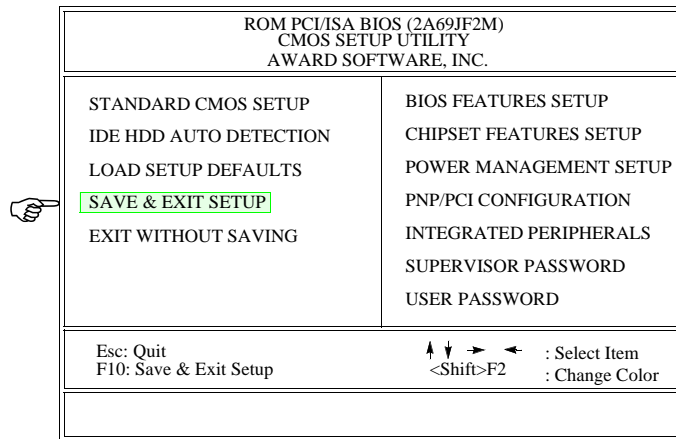 ROM PCI/ISA BIOS (2A69JF2M)
CMOS SETUP UTILITY
AWARD SOFTWARE, INC.
STANDARD CMOS SETUP
IDE HDD AUTO DETECTION
LOAD SETUP DEFAULTS
SAVE & EXIT SETUP
EXIT WITHOUT SAVING
BIOS FEATURES SETUP
CHIPSET FEATURES SETUP
POWER MANAGEMENT SETUP
PNP/PCI CONFIGURATION
INTEGRATED PERIPHERALS
SUPERVISOR PASSWORD
USER PASSWORD
Esc: Quit
F10: Save & Exit Setup
: Select Item
<Shift>F2 : Change Color